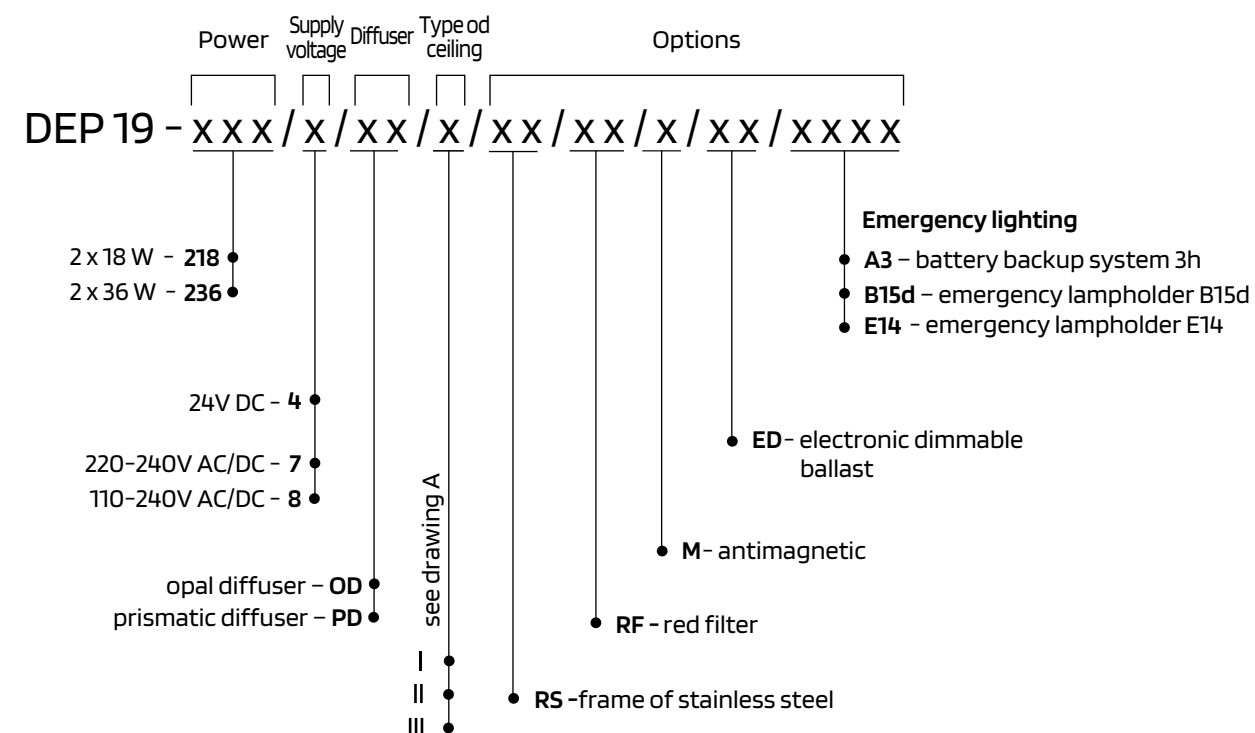 Power
Supply
voltage
Diffuser
Type od
ceiling
Options
DEP 19 - x x x / x / x x / x / x x / x x / x / x x / x x x x
Emergency lighting
2 x 18 W - 218
A3 – battery backup system 3h
2 x 36 W - 236
B15d – emergency lampholder B15d
E14 - emergency lampholder E14
24V DC - 4
ED- electronic dimmable
ballast
220-240V AC/DC - 7
110-240V AC/DC - 8
see drawing A
M- antimagnetic
opal diffuser – OD
prismatic diffuser – PD
RF - red filter
I
II
RS -frame of stainless steel
III